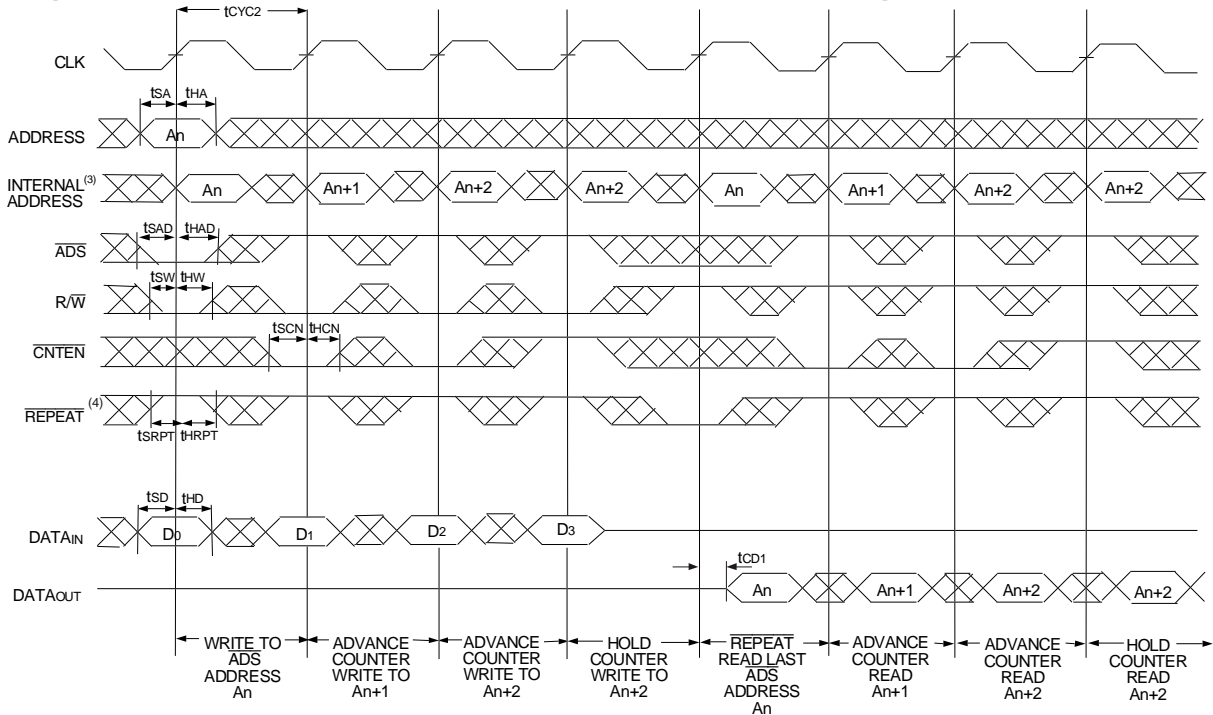 tCYC2
CLK
tSA tHA
ADDRESS An
INTERNAL(3)
ADDRESS
An An+1 An+2 An+2 An An+1 An+2 An+2
tSAD tHAD
ADS
tSW tHW
R/W
tSCN tHCN
CNTEN
REPEAT (4)
tSRPT tHRPT
tSD tHD
DATAIN D0 D1 D2 D3
tCD1
DATAOUT An An+1 An+2 An+2
WRITE TO
ADS
ADDRESS
An
ADVANCE
COUNTER
WRITE TO
An+1
ADVANCE
COUNTER
WRITE TO
An+2
HOLD
COUNTER
WRITE TO
An+2
REPEAT
READ LAST
ADS
ADDRESS
An
ADVANCE
COUNTER
READ
An+1
ADVANCE
COUNTER
READ
An+2
HOLD
COUNTER
READ
An+2